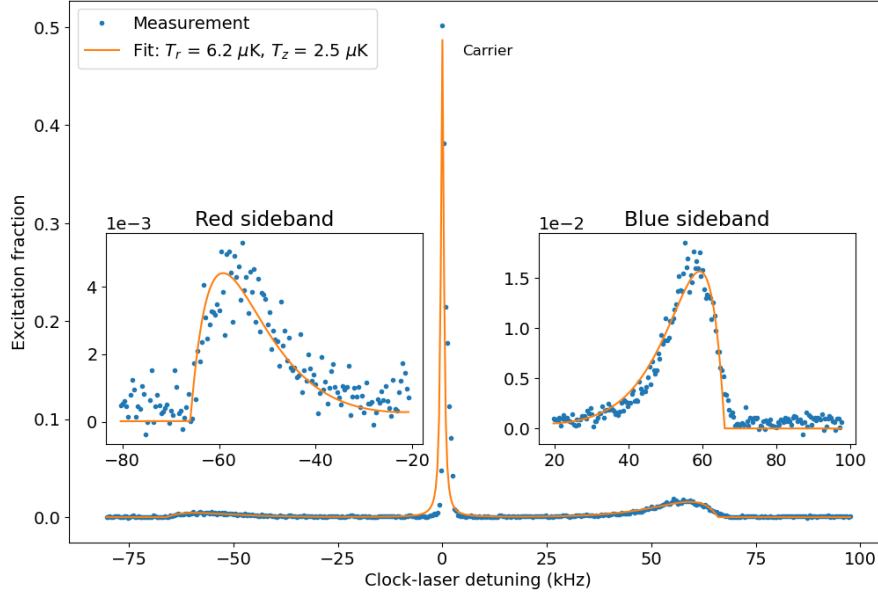 Measurement
Fit: T_r = 6.2 μK, T_z = 2.5 μK
Carrier
Excitation fraction
0.5
0.4
0.3
0.2
0.1
0.0
Red sideband
1e−3
4
2
0
−80 −60 −40 −20
Blue sideband
1e−2
1.5
1.0
0.5
0.0
20 40 60 80 100
−75 −50 −25 0 25 50 75 100
Clock-laser detuning (kHz)